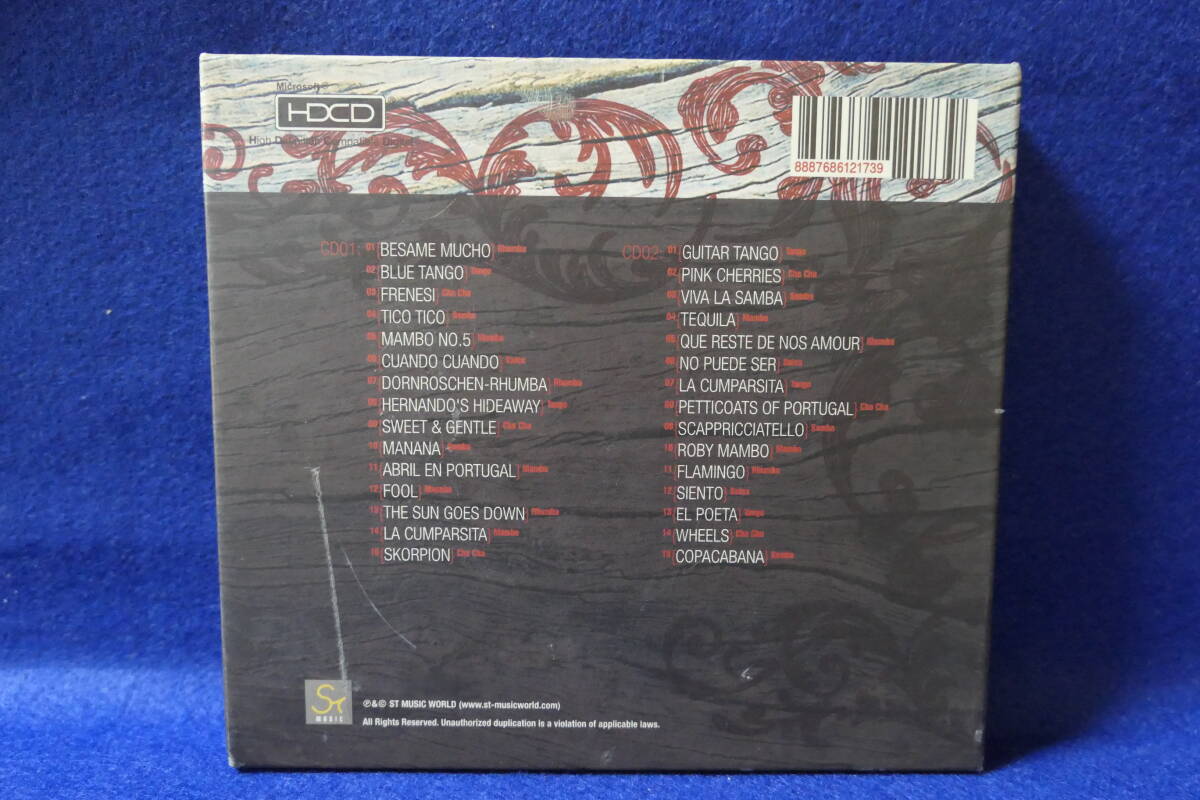 Microsoft®
HDCD
High Definition Compatible Digital
8887686121739
CD01:
01 [BESAME MUCHO] Rhumba
02 [BLUE TANGO] Tango
03 [FRENESI] Cha Cha
04 [TICO TICO] Samba
05 [MAMBO NO.5] Mambo
06 [CUANDO CUANDO] Salsa
07 [DORNROSCHEN-RHUMBA] Rhumba
08 [HERNANDO'S HIDEAWAY] Tango
09 [SWEET & GENTLE] Cha Cha
10 [MANANA] Samba
11 [ABRIL EN PORTUGAL] Mambo
12 [FOOL] Rhumba
13 [THE SUN GOES DOWN] Rhumba
14 [LA CUMPARSITA] Mambo
15 [SKORPION] Cha Cha
CD02:
01 [GUITAR TANGO] Tango
02 [PINK CHERRIES] Cha Cha
03 [VIVA LA SAMBA] Samba
04 [TEQUILA] Mambo
05 [QUE RESTE DE NOS AMOUR] Rhumba
06 [NO PUEDE SER] Salsa
07 [LA CUMPARSITA] Tango
08 [PETTICOATS OF PORTUGAL] Cha Cha
09 [SCAPPRICCIATELLO] Samba
10 [ROBY MAMBO] Mambo
11 [FLAMINGO] Rhumba
12 [SIENTO] Salsa
13 [EL POETA] Tango
14 [WHEELS] Cha Cha
15 [COPACABANA] Samba
ST
MUSIC
℗&© ST MUSIC WORLD (www.st-musicworld.com)
All Rights Reserved. Unauthorized duplication is a violation of applicable laws.